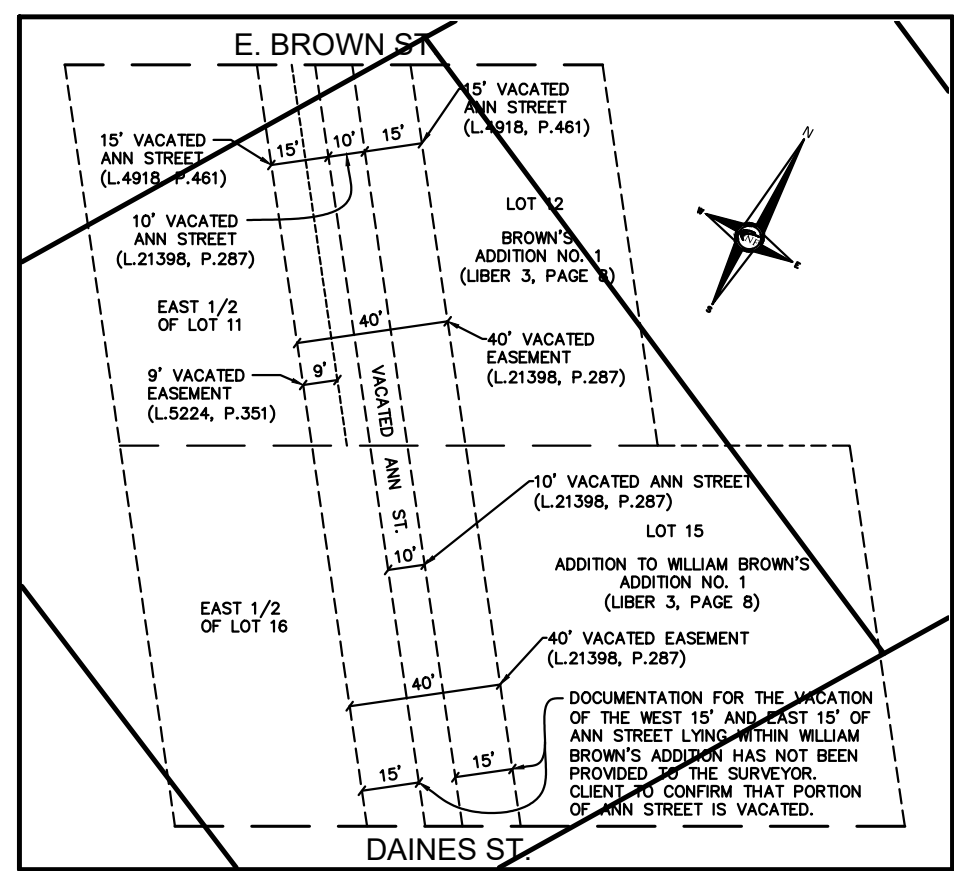 E. BROWN ST
15' VACATED
ANN STREET
(L.4918, P.461)
15' VACATED
ANN STREET
(L.4918, P.461)
15'
10'
15'
N
W
E
S
10' VACATED
ANN STREET
(L.21398, P.287)
LOT 12
BROWN'S
ADDITION NO. 1
(LIBER 3, PAGE 8)
EAST 1/2
OF LOT 11
40'
40' VACATED
EASEMENT
(L.21398, P.287)
9'
9' VACATED
EASEMENT
(L.5224, P.351)
VACATED ANN ST.
10' VACATED ANN STREET
(L.21398, P.287)
LOT 15
10'
ADDITION TO WILLIAM BROWN'S
ADDITION NO. 1
(LIBER 3, PAGE 8)
EAST 1/2
OF LOT 16
40' VACATED EASEMENT
(L.21398, P.287)
40'
DOCUMENTATION FOR THE VACATION
OF THE WEST 15' AND EAST 15' OF
ANN STREET LYING WITHIN WILLIAM
BROWN'S ADDITION HAS NOT BEEN
PROVIDED TO THE SURVEYOR.
CLIENT TO CONFIRM THAT PORTION
OF ANN STREET IS VACATED.
15'
15'
DAINES ST.